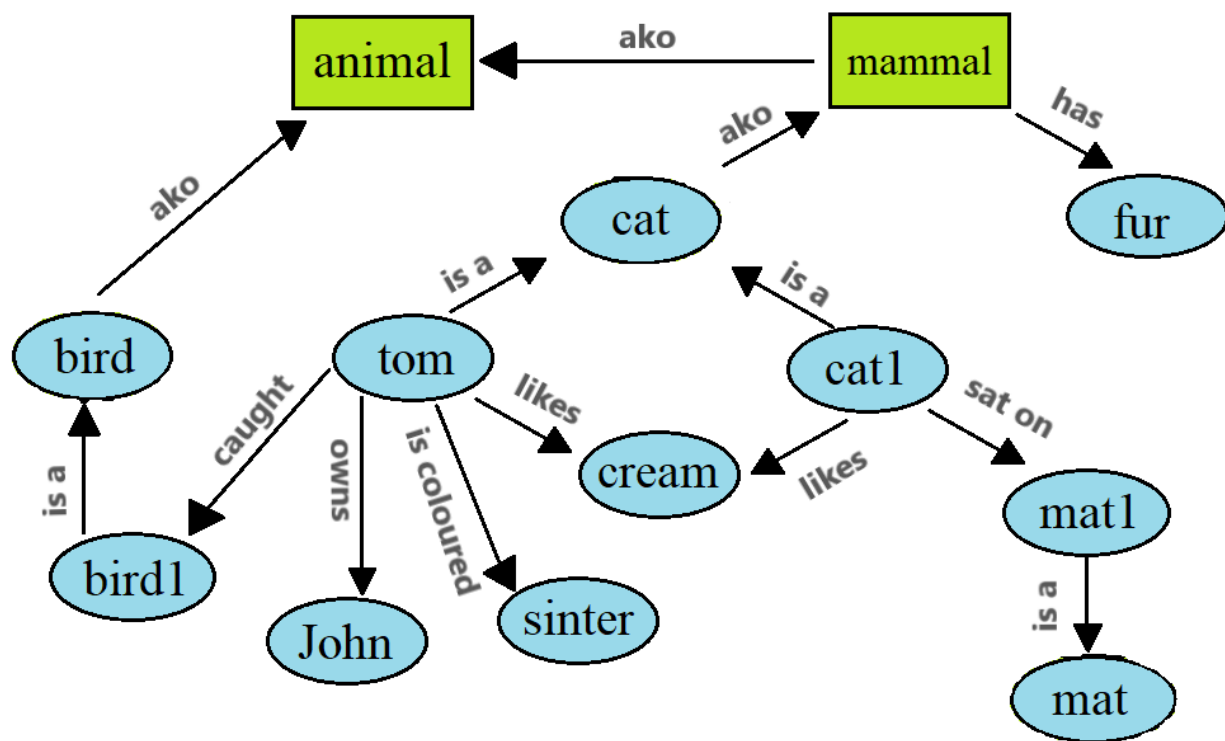 ako
animal
mammal
has
ako
ako
cat
fur
is a
is a
bird
tom
cat1
likes
sat on
caught
is coloured
owns
cream
likes
is a
mat1
bird1
is a
sinter
John
mat